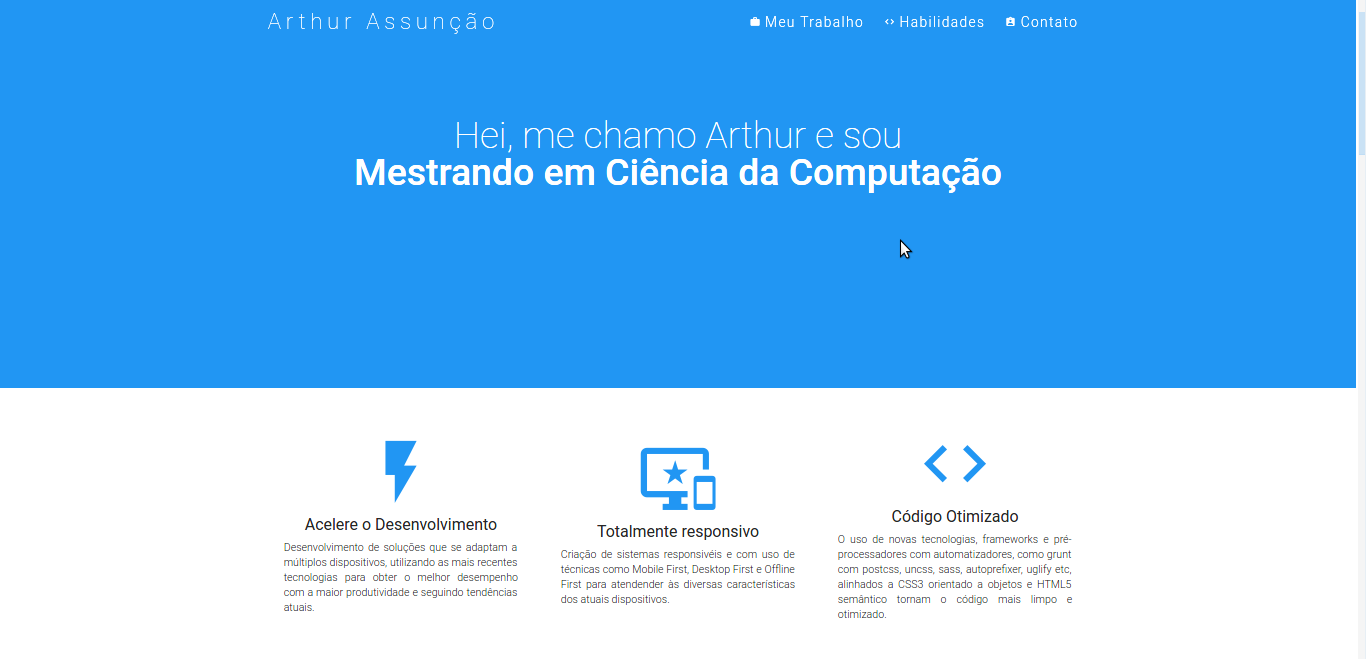 Arthur Assunção
Meu Trabalho
Habilidades
Contato
Hei, me chamo Arthur e sou
Mestrando em Ciência da Computação
Acelere o Desenvolvimento
Desenvolvimento de soluções que se adaptam a
múltiplos dispositivos, utilizando as mais recentes
tecnologias para obter o melhor desempenho
com a maior produtividade e seguindo tendências
atuais.
Totalmente responsivo
Criação de sistemas responsivéis e com uso de
técnicas como Mobile First, Desktop First e Offline
First para atendender às diversas características
dos atuais dispositivos.
Código Otimizado
O uso de novas tecnologias, frameworks e pré-
processadores com automatizadores, como grunt
com postcss, uncss, sass, autoprefixer, uglify etc,
alinhados a CSS3 orientado a objetos e HTML5
semântico tornam o código mais limpo e
otimizado.